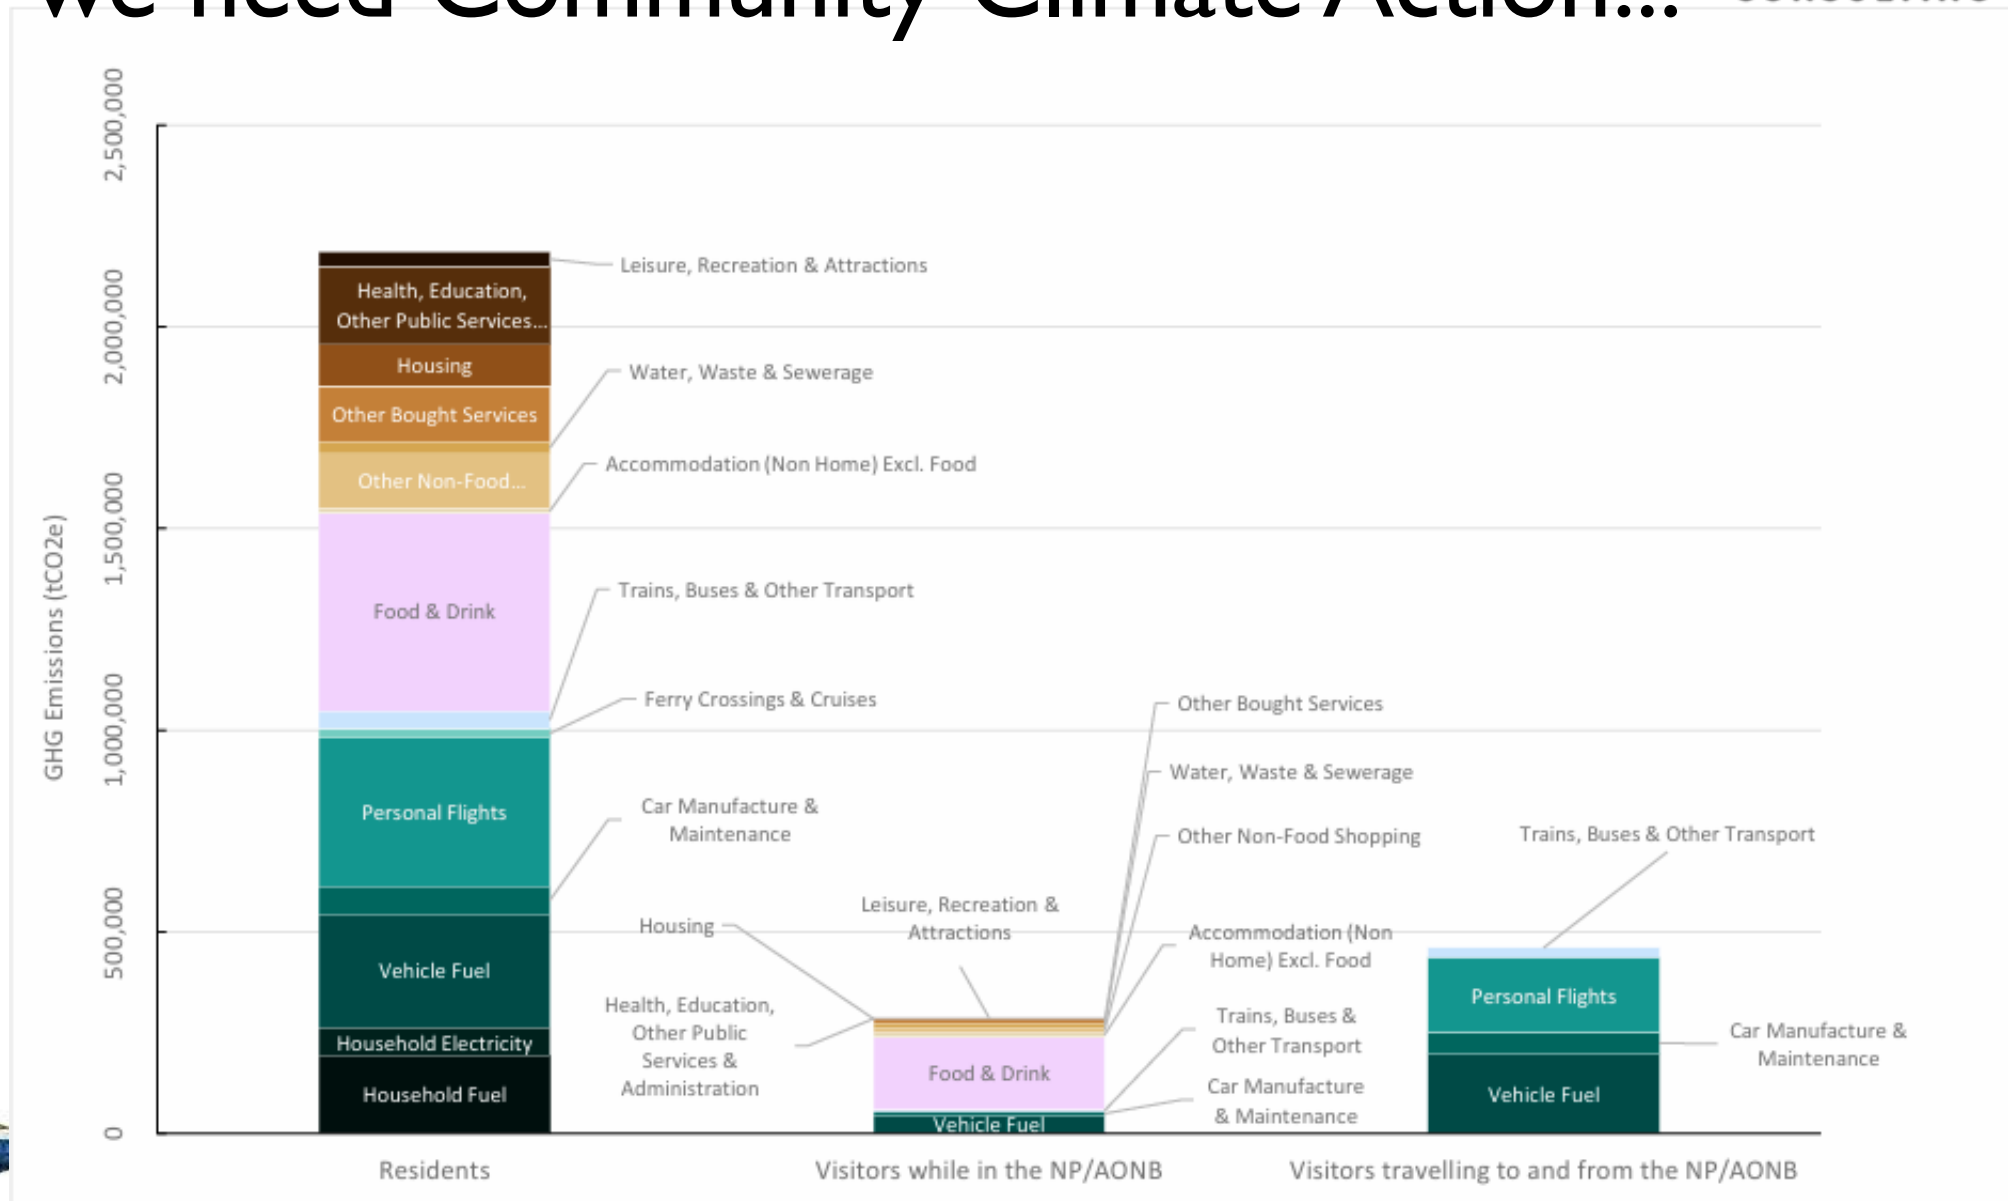 we need Community Climate Action...
2,500,000
2,000,000
1,500,000
1,000,000
500,000
0
GHG Emissions (tCO2e)
Leisure, Recreation & Attractions
Health, Education,
Other Public Services...
Housing
Other Bought Services
Water, Waste & Sewerage
Other Non-Food...
Accommodation (Non Home) Excl. Food
Food & Drink
Trains, Buses & Other Transport
Ferry Crossings & Cruises
Personal Flights
Car Manufacture &
Maintenance
Vehicle Fuel
Household Electricity
Household Fuel
Residents
Housing
Leisure, Recreation &
Attractions
Health, Education,
Other Public
Services &
Administration
Other Bought Services
Water, Waste & Sewerage
Other Non-Food Shopping
Accommodation (Non
Home) Excl. Food
Trains, Buses &
Other Transport
Car Manufacture
& Maintenance
Food & Drink
Vehicle Fuel
Visitors while in the NP/AONB
Trains, Buses & Other Transport
Personal Flights
Car Manufacture &
Maintenance
Vehicle Fuel
Visitors travelling to and from the NP/AONB